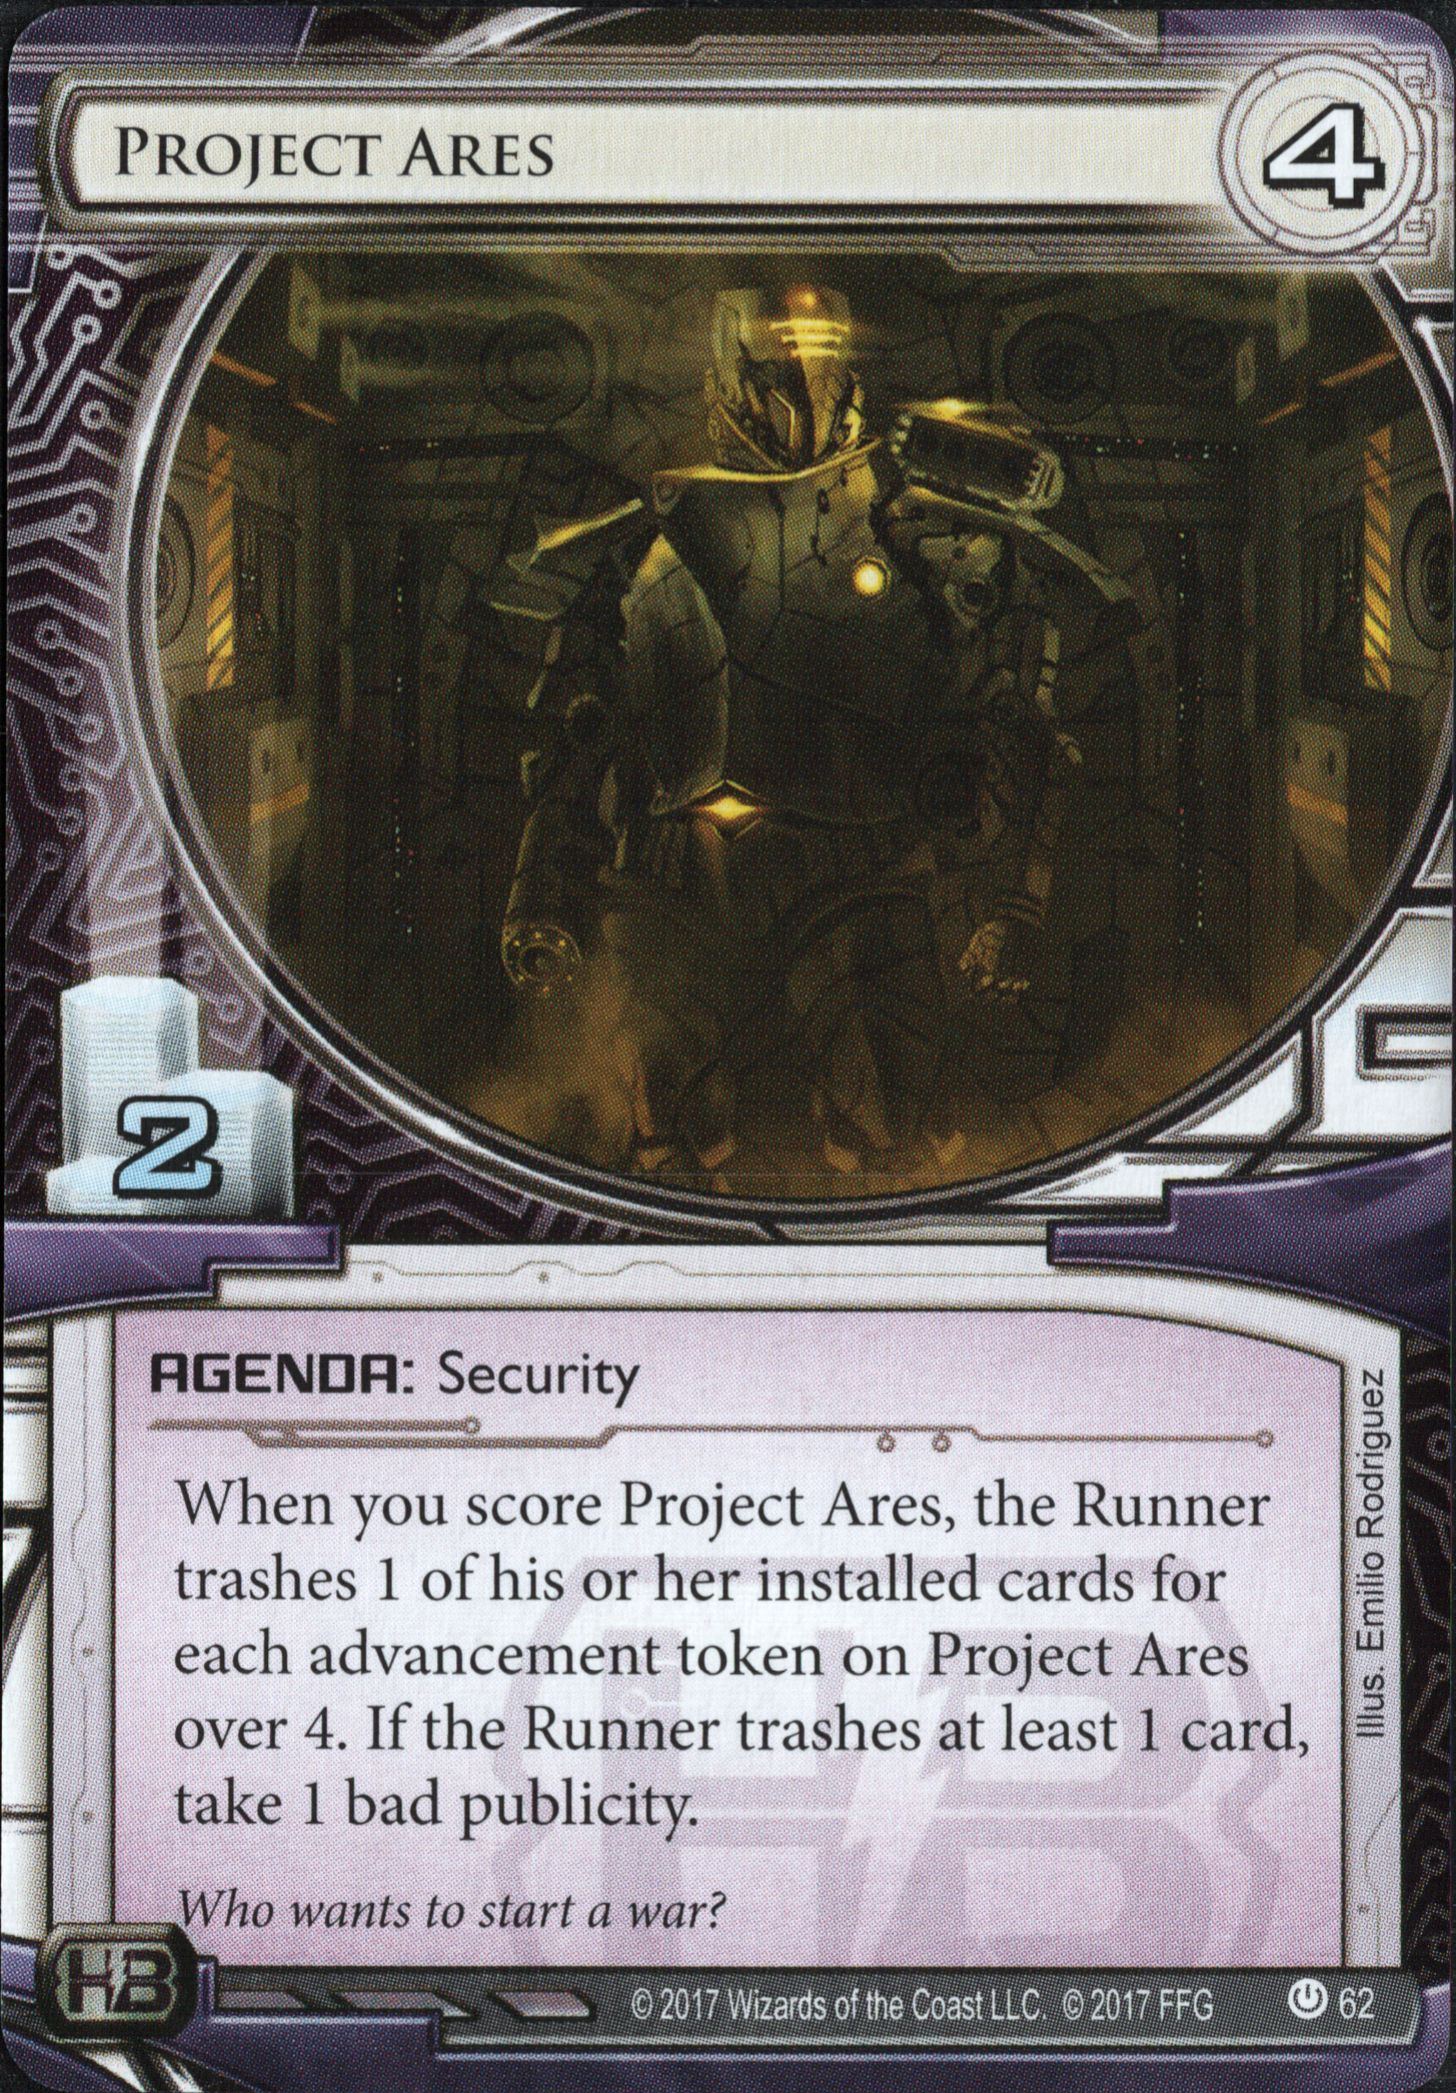 PROJECT ARES
4
2
AGENDA: Security
When you score Project Ares, the Runner
trashes 1 of his or her installed cards for
each advancement token on Project Ares
over 4. If the Runner trashes at least 1 card,
take 1 bad publicity.
Who wants to start a war?
Illus. Emilio Rodriguez
HB
© 2017 Wizards of the Coast LLC. © 2017 FFG
62